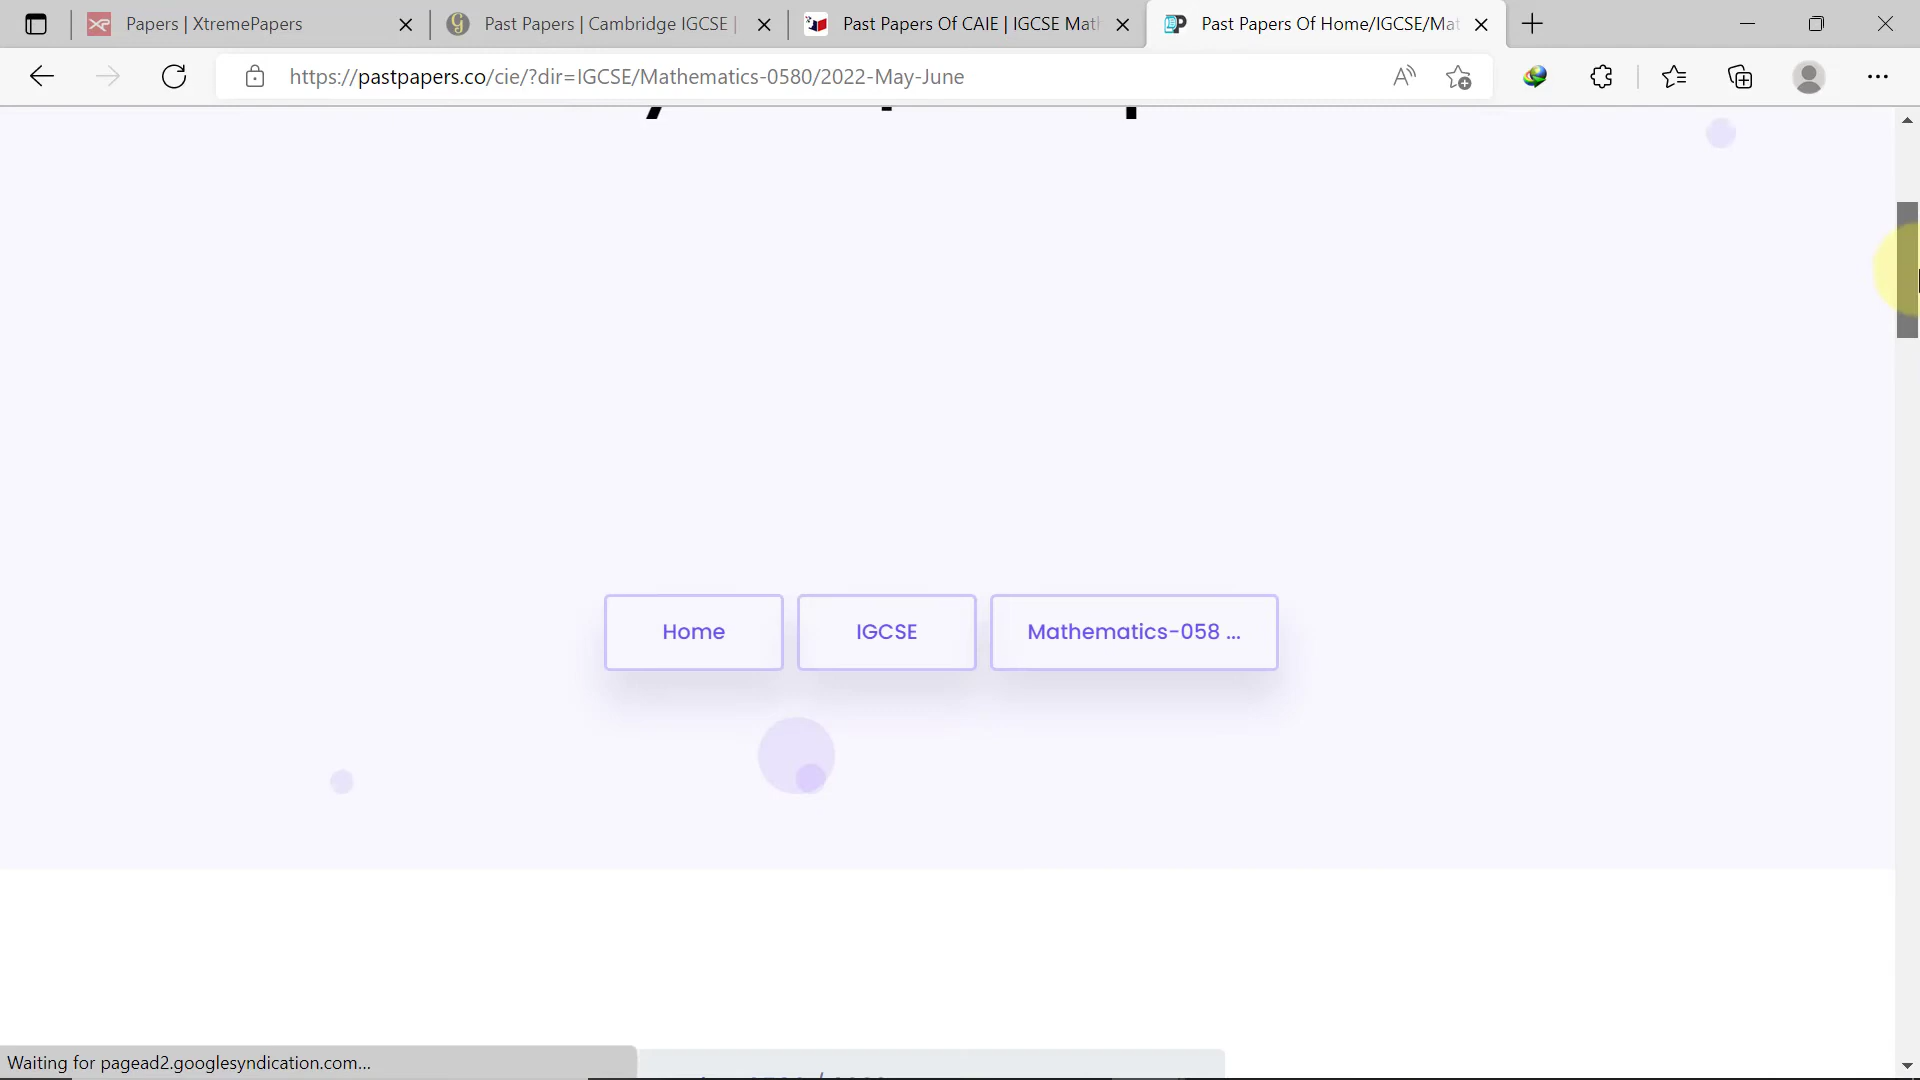 Papers | XtremePapers
Past Papers | Cambridge IGCSE |
Past Papers Of CAIE | IGCSE Mat
Past Papers Of Home/IGCSE/Mat
https://pastpapers.co/cie/?dir=IGCSE/Mathematics-0580/2022-May-June
Home
IGCSE
Mathematics-058 ...
Waiting for pagead2.googlesyndication.com...